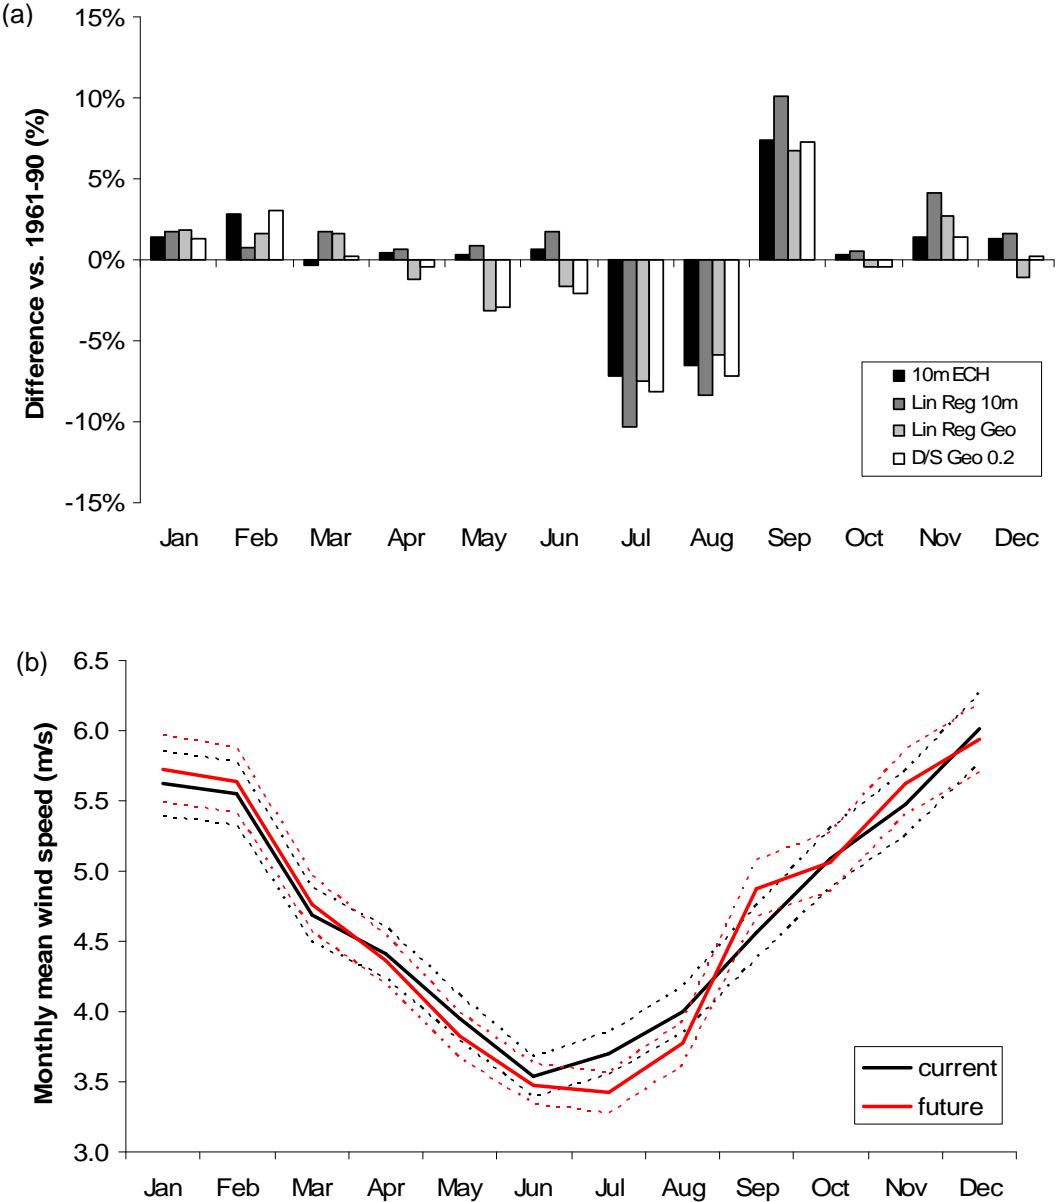 (a)
Difference vs. 1961-90 (%)
15%
10%
5%
0%
-5%
-10%
-15%
10m ECH
Lin Reg 10m
Lin Reg Geo
D/S Geo 0.2
Jan Feb Mar Apr May Jun Jul Aug Sep Oct Nov Dec
(b)
Monthly mean wind speed (m/s)
6.5
6.0
5.5
5.0
4.5
4.0
3.5
3.0
current
future
Jan Feb Mar Apr May Jun Jul Aug Sep Oct Nov Dec